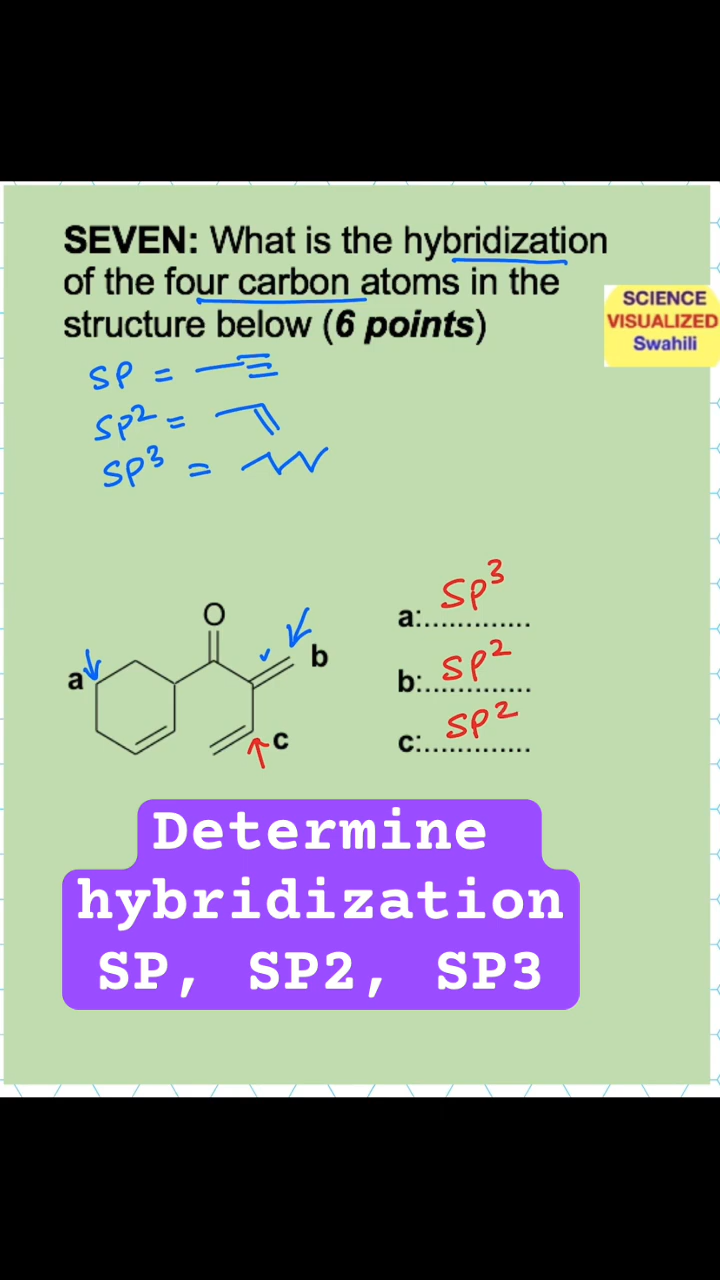 SEVEN: What is the hybridization
of the four carbon atoms in the
structure below (6 points)
SCIENCE
VISUALIZED
Swahili
SP =
SP² =
SP³ =
O
a
b
c
a:............. SP³
b:............. SP²
c:............. SP²
Determine
hybridization
SP, SP2, SP3